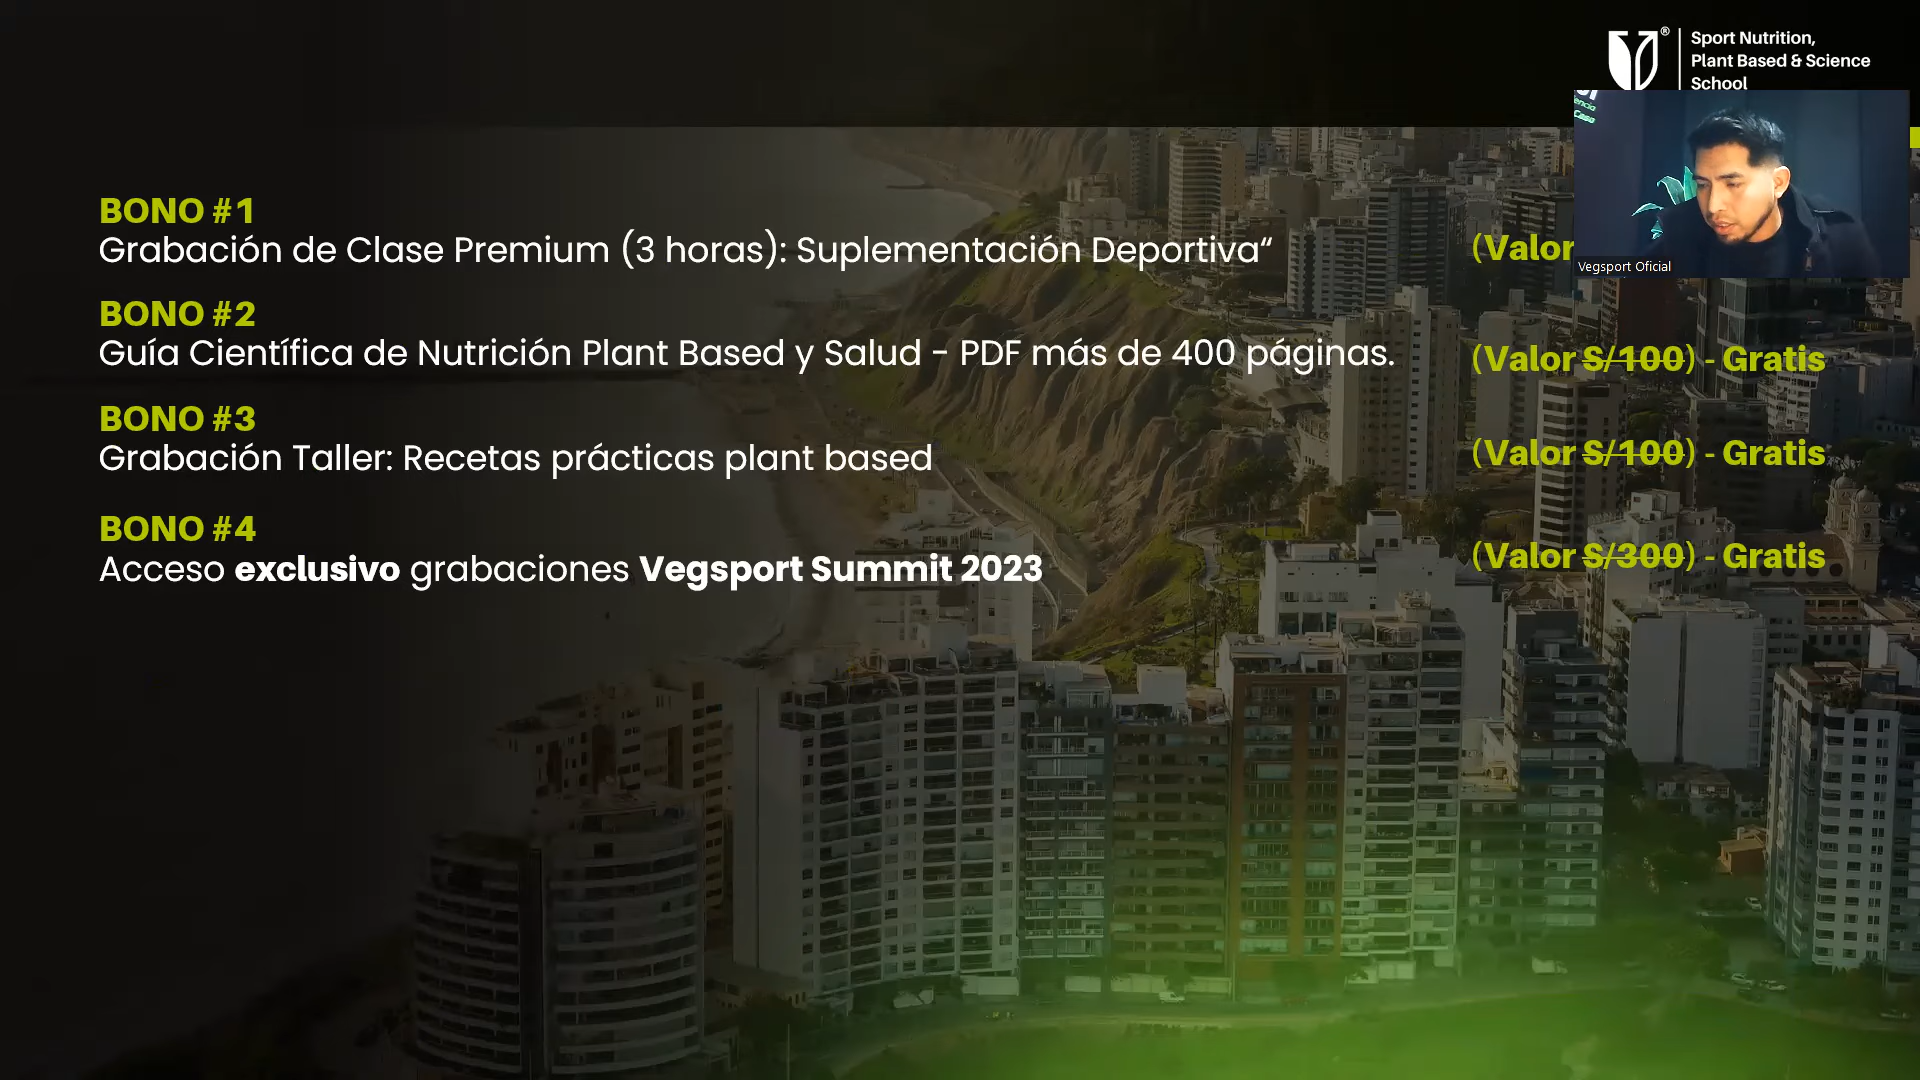 Sport Nutrition,
Plant Based & Science
School
BONO #1
Grabación de Clase Premium (3 horas): Suplementación Deportiva“
(Valor
Vegsport Oficial
BONO #2
Guía Científica de Nutrición Plant Based y Salud - PDF más de 400 páginas.
(Valor S/100) - Gratis
BONO #3
Grabación Taller: Recetas prácticas plant based
(Valor S/100) - Gratis
BONO #4
Acceso exclusivo grabaciones Vegsport Summit 2023
(Valor S/300) - Gratis